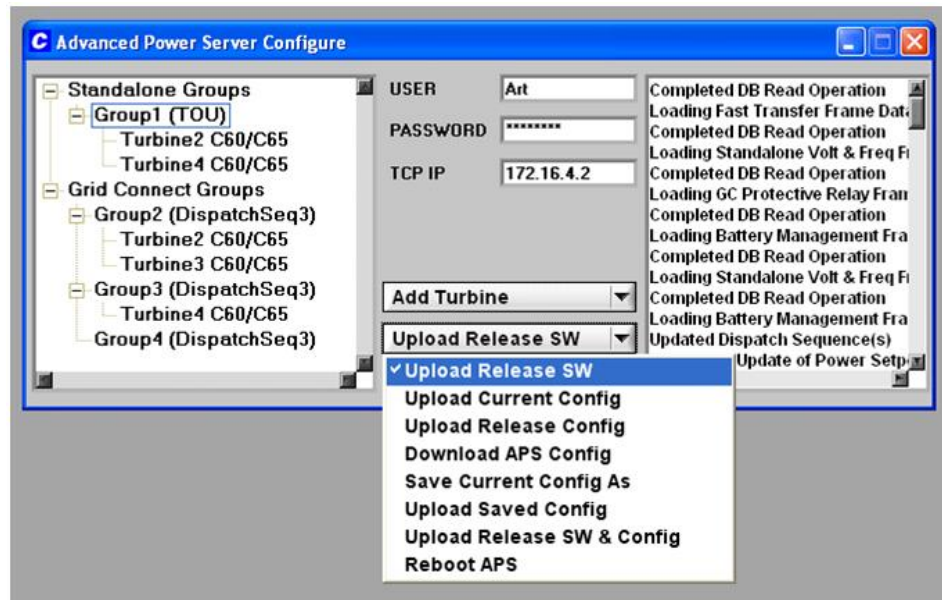 C Advanced Power Server Configure
Standalone Groups
Group1 (TOU)
Turbine2 C60/C65
Turbine4 C60/C65
Grid Connect Groups
Group2 (DispatchSeq3)
Turbine2 C60/C65
Turbine3 C60/C65
Group3 (DispatchSeq3)
Turbine4 C60/C65
Group4 (DispatchSeq3)
USER Art
PASSWORD ********
TCP IP 172.16.4.2
Add Turbine
Upload Release SW
Upload Release SW
Upload Current Config
Upload Release Config
Download APS Config
Save Current Config As
Upload Saved Config
Upload Release SW & Config
Reboot APS
Completed DB Read Operation
Loading Fast Transfer Frame Data
Completed DB Read Operation
Loading Standalone Volt & Freq Fr
Completed DB Read Operation
Loading GC Protective Relay Fram
Completed DB Read Operation
Loading Battery Management Fra
Completed DB Read Operation
Loading Standalone Volt & Freq Fr
Completed DB Read Operation
Loading Battery Management Fra
Updated Dispatch Sequence(s)
Update of Power Setp